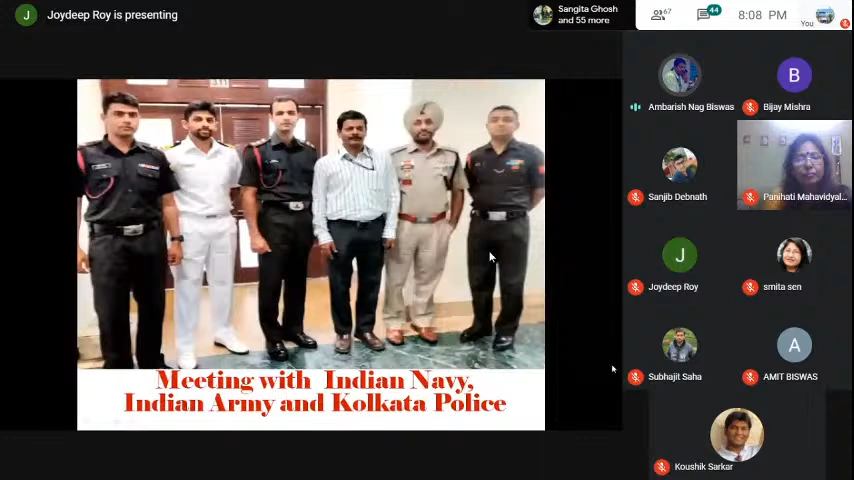 J
Joydeep Roy is presenting
Sangita Ghosh
and 55 more
67
44
8:08 PM
You
Ambarish Nag Biswas
B
Bijay Mishra
Sanjib Debnath
Panihati Mahavidyal...
J
Joydeep Roy
smita sen
Subhajit Saha
A
AMIT BISWAS
Koushik Sarkar
Meeting with Indian Navy,
Indian Army and Kolkata Police